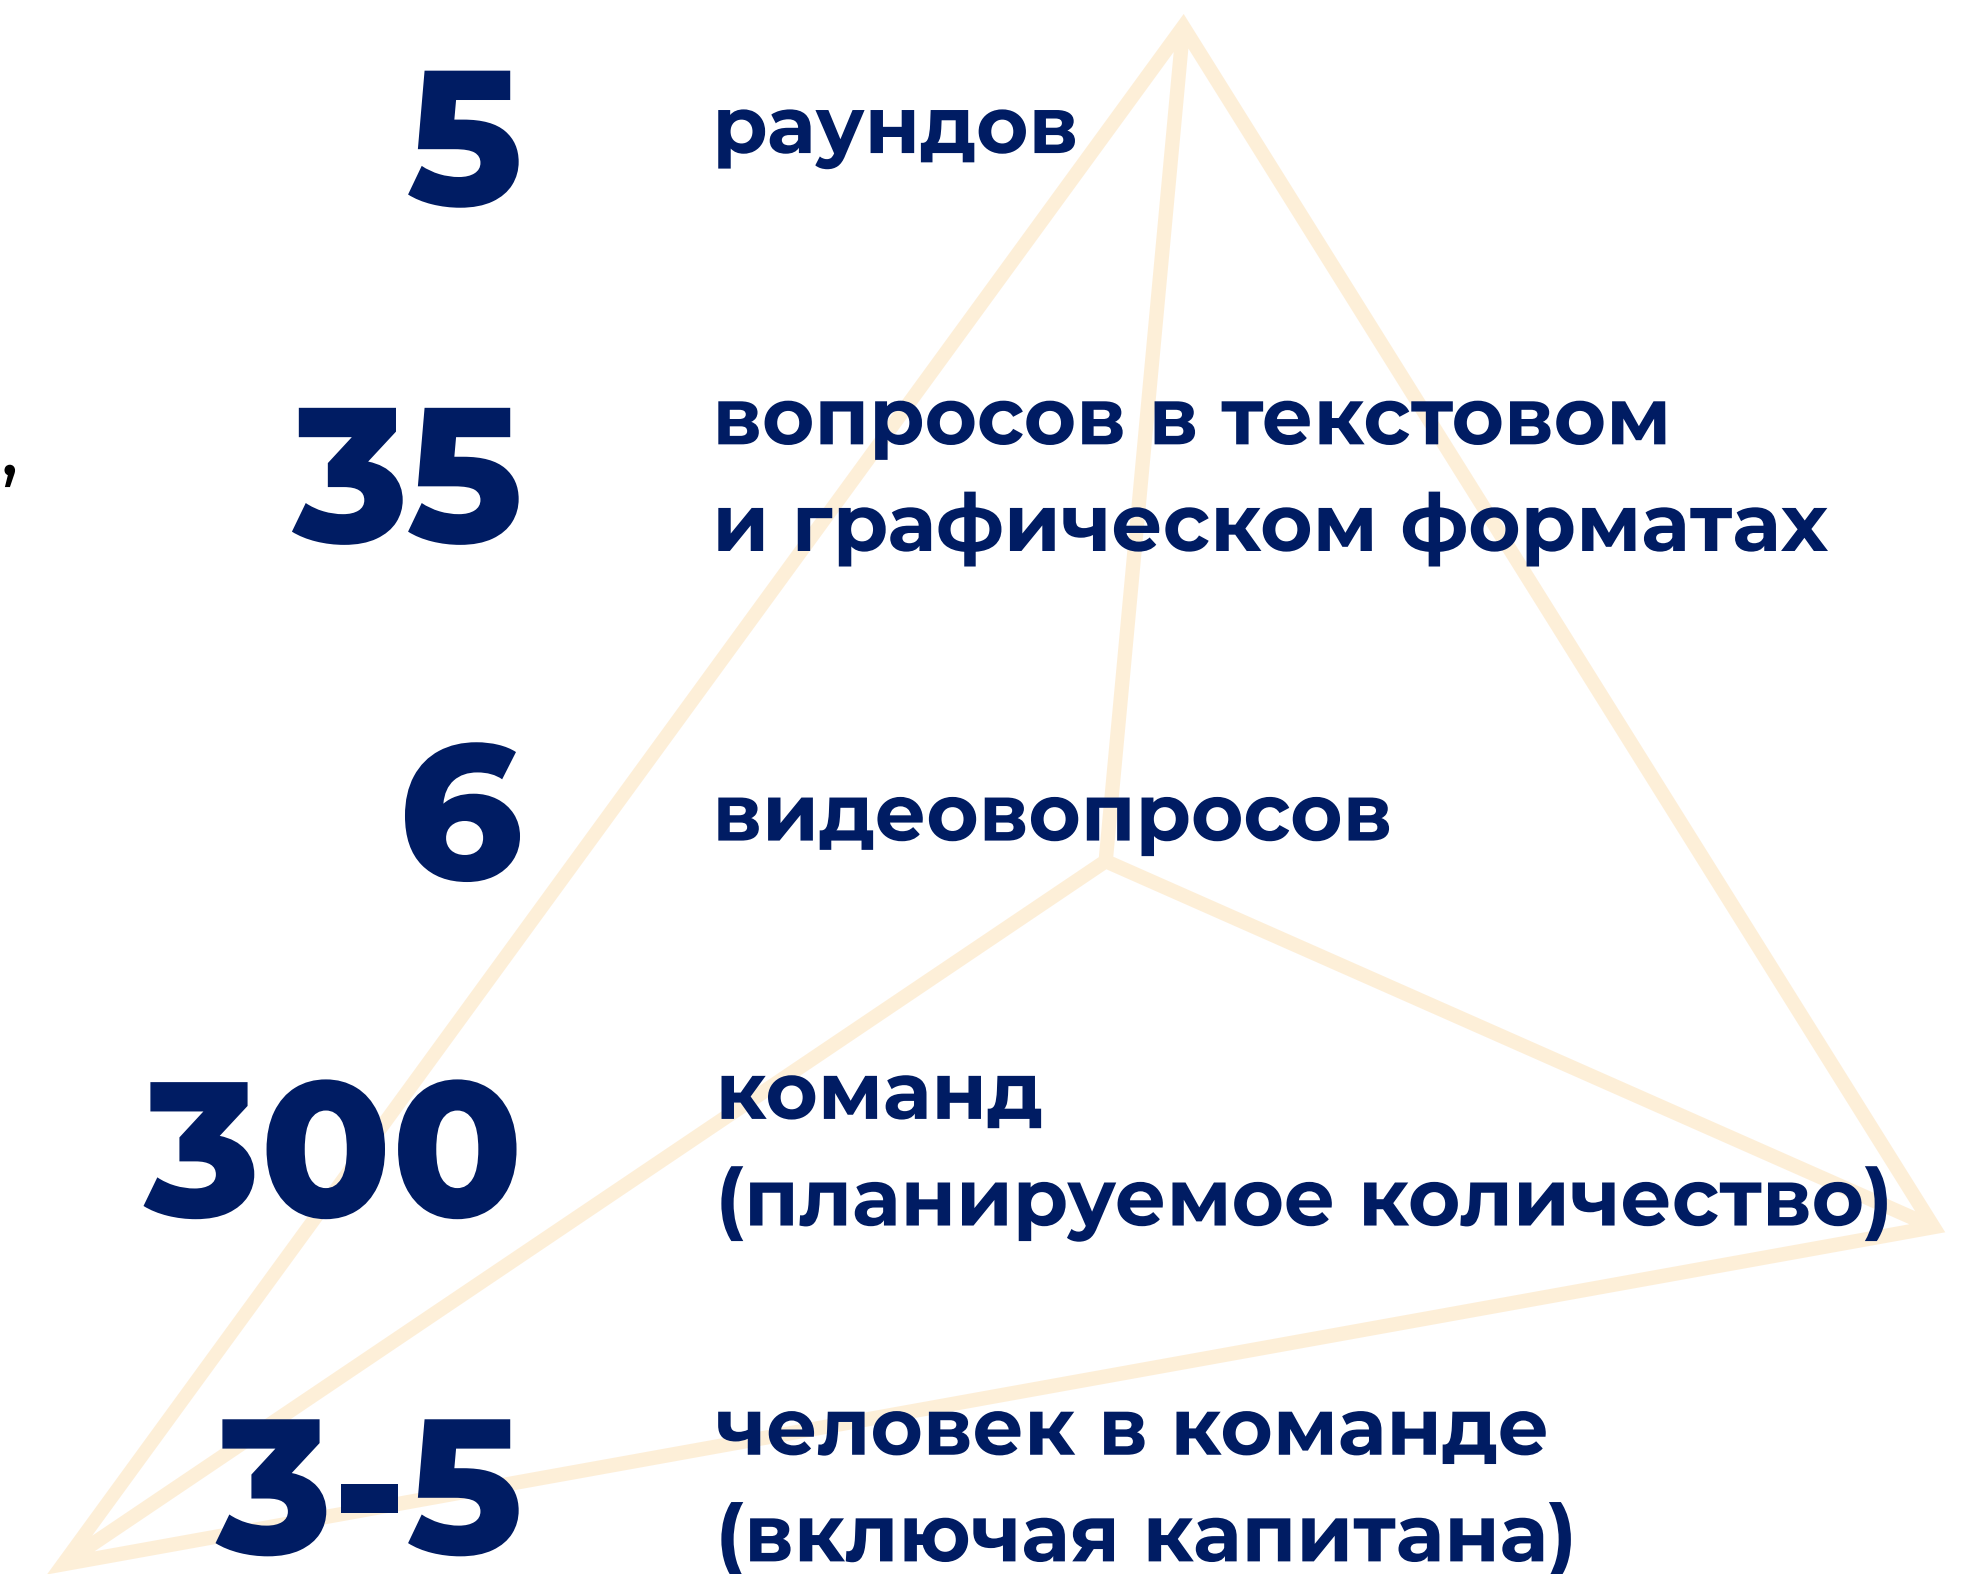 5 раундов
35 вопросов в текстовом
и графическом форматах
,
6 видеовопросов
300 команд
(планируемое количество)
3-5 человек в команде
(включая капитана)